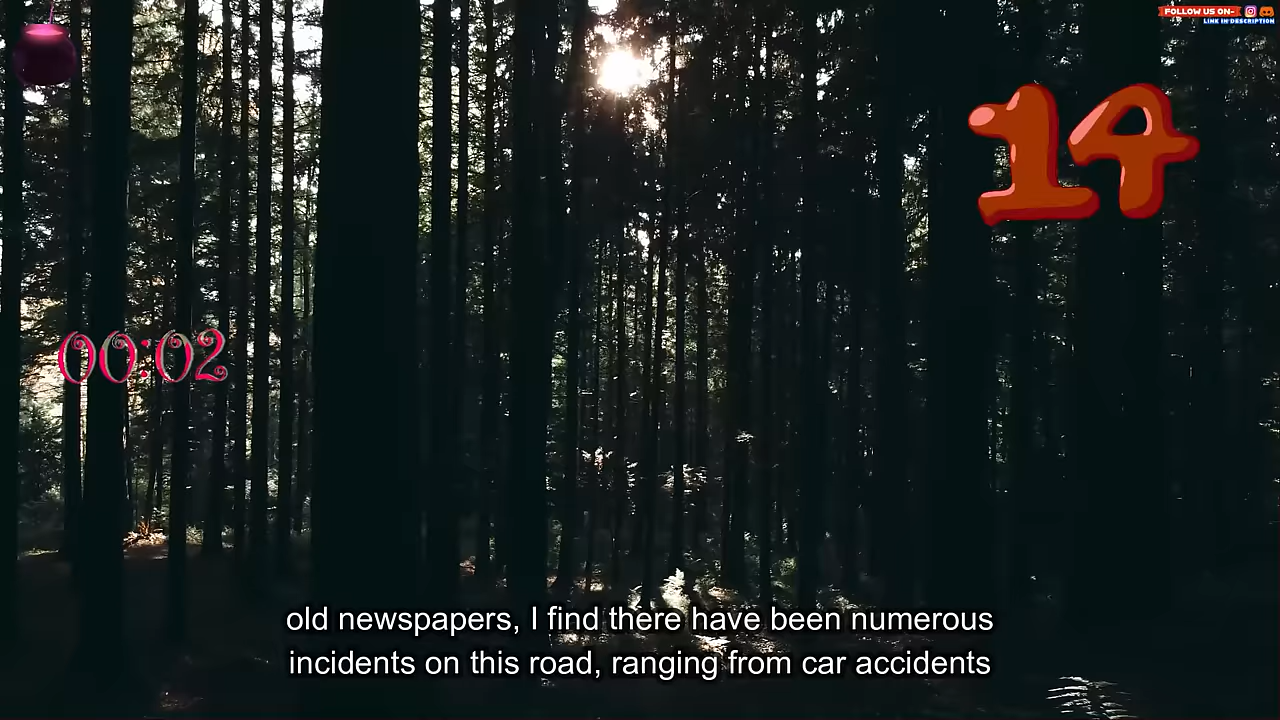 FOLLOW US ON-
LINK IN DESCRIPTION
14
00:02
old newspapers, I find there have been numerous
incidents on this road, ranging from car accidents